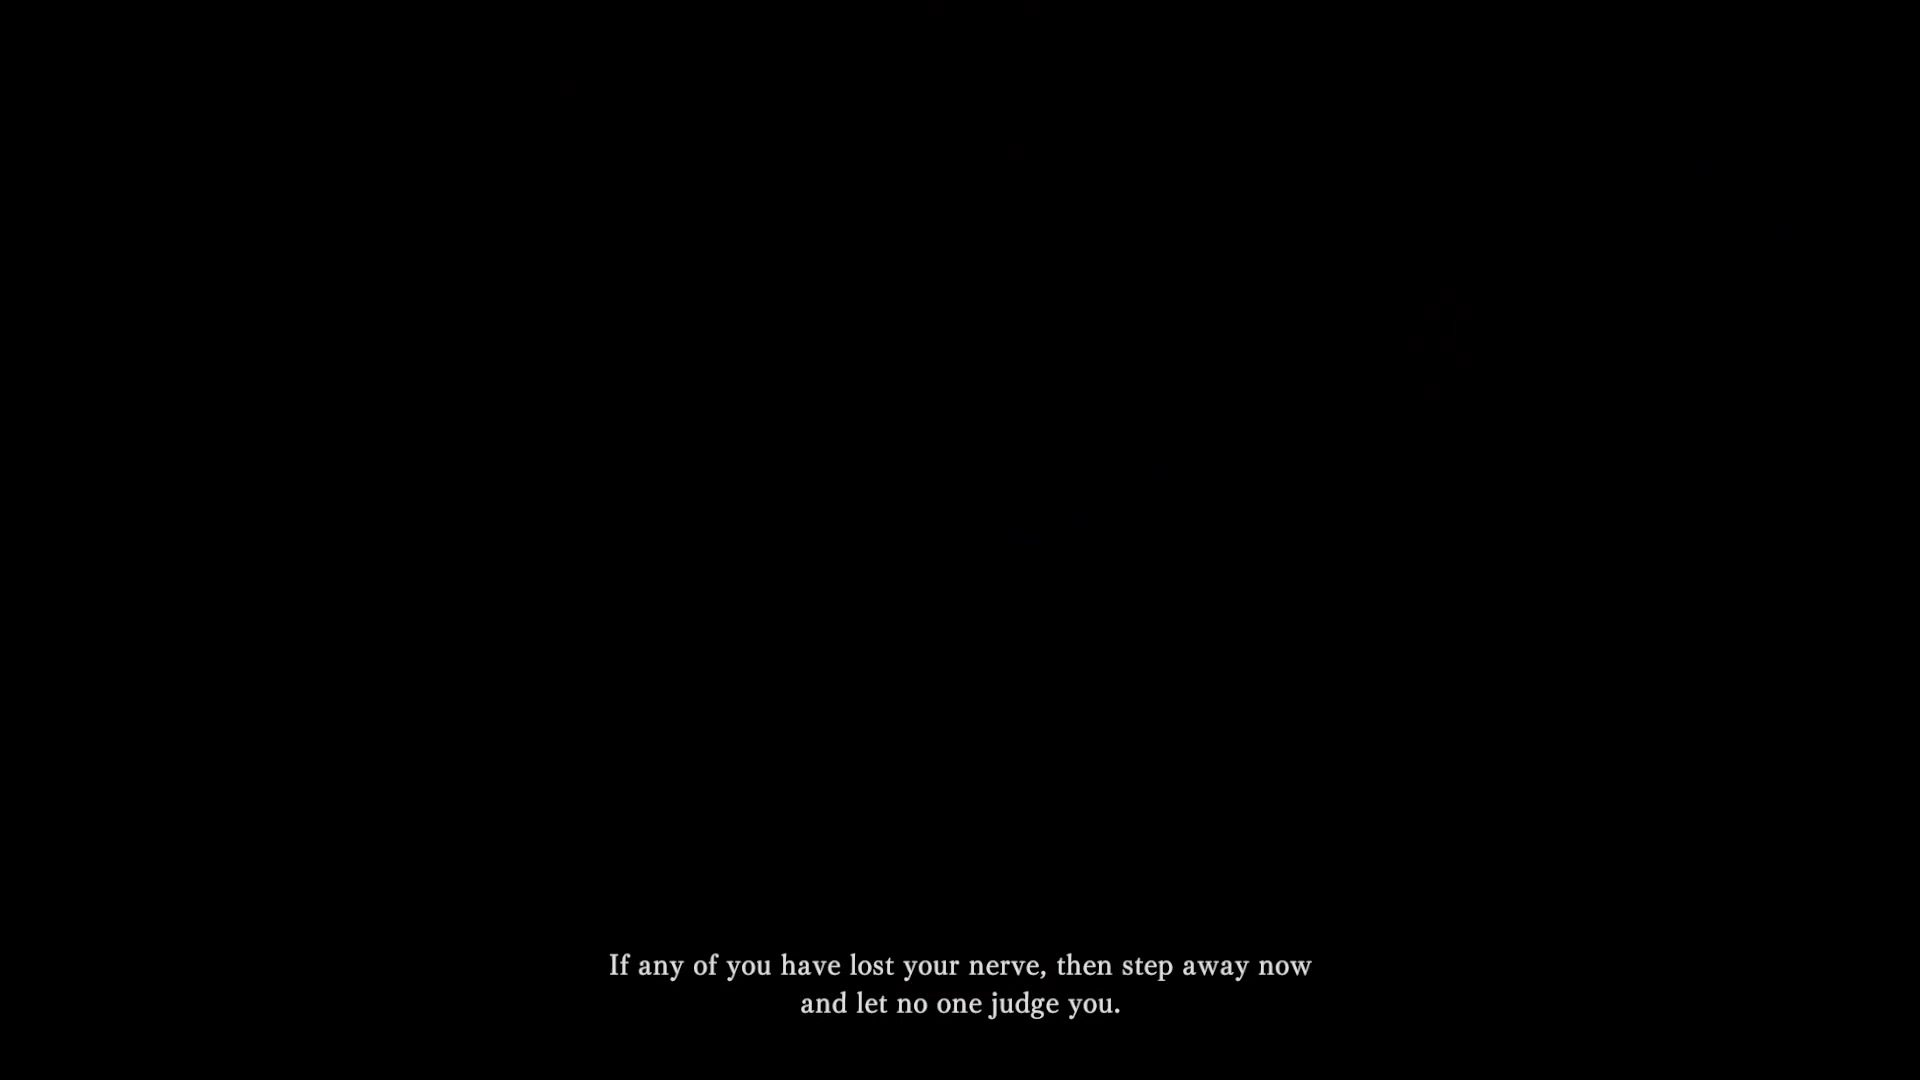 If any of you have lost your nerve, then step away now
and let no one judge you.